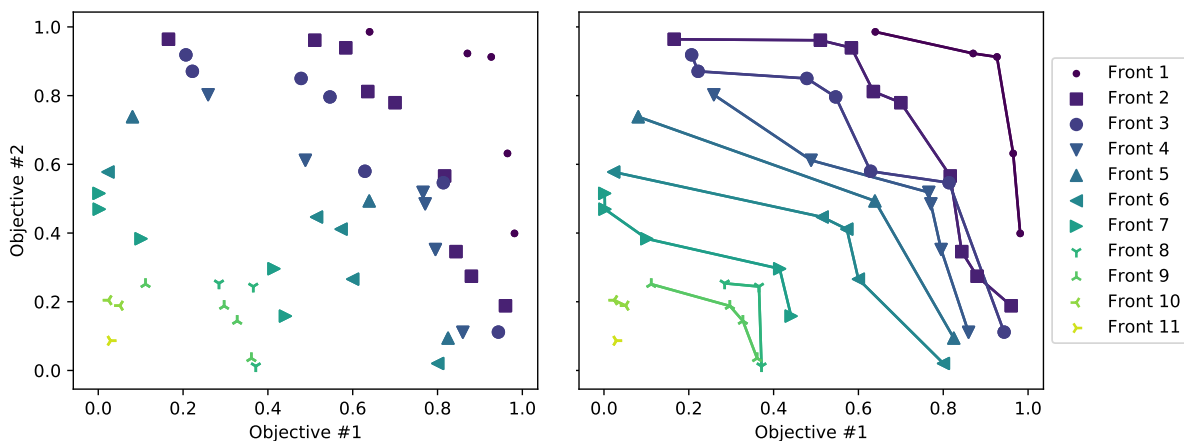 1.0
0.8
0.6
0.4
0.2
0.0
Objective #2
0.0 0.2 0.4 0.6 0.8 1.0
Objective #1
0.0 0.2 0.4 0.6 0.8 1.0
Objective #1
Front 1
Front 2
Front 3
Front 4
Front 5
Front 6
Front 7
Front 8
Front 9
Front 10
Front 11